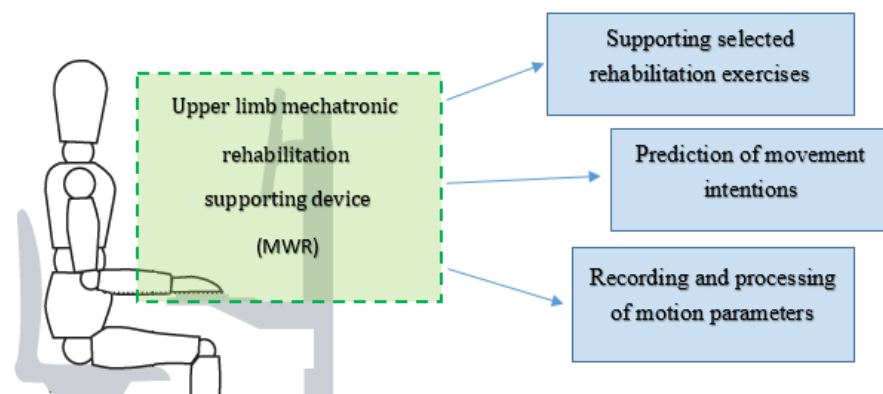 Upper limb mechatronic
rehabilitation
supporting device
(MWR)
Supporting selected
rehabilitation exercises
Prediction of movement
intentions
Recording and processing
of motion parameters